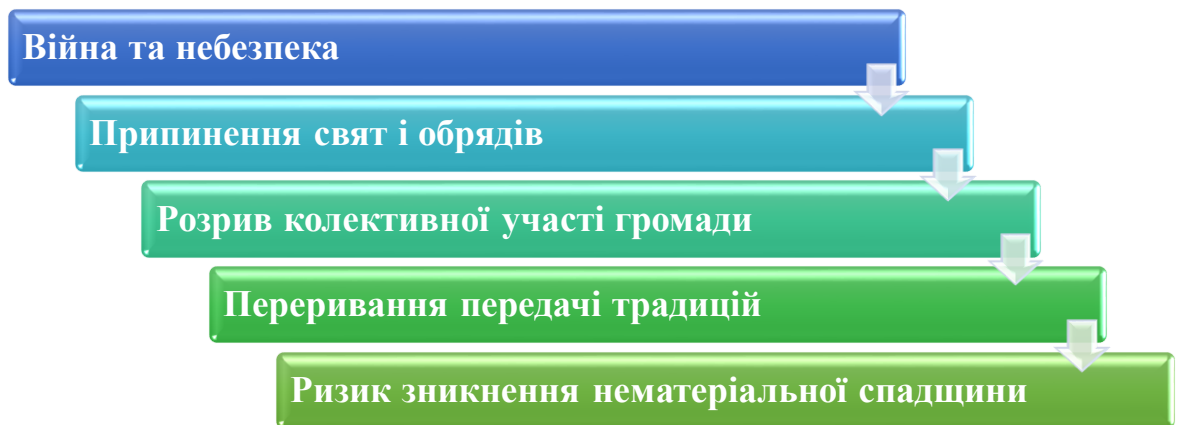 Війна та небезпека
Припинення свят і обрядів
Розрив колективної участі громади
Переривання передачі традицій
Ризик зникнення нематеріальної спадщини